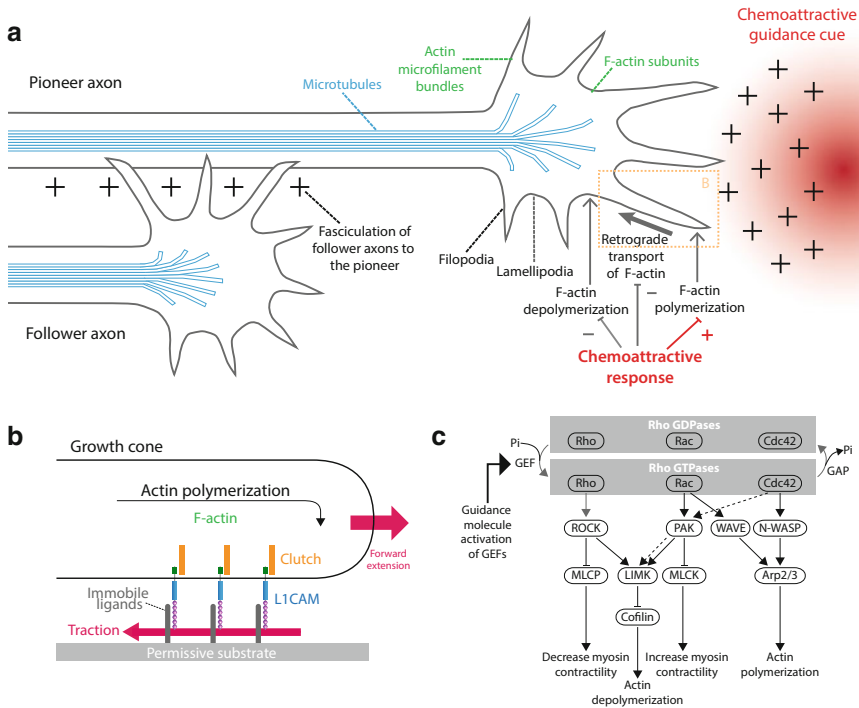 a
Chemoattractive
guidance cue
Pioneer axon
Microtubules
Actin
microfilament
bundles
F-actin subunits
B
Fasciculation of
follower axons to
the pioneer
Filopodia
Lamellipodia
Retrograde
transport
of F-actin
F-actin
depolymerization
F-actin
polymerization
−
−
+
Chemoattractive
response
Follower axon
b
Growth cone
Actin polymerization
F-actin
Forward
extension
Clutch
Immobile
ligands
L1CAM
Traction
Permissive substrate
c
Rho GDPases
Rho Rac Cdc42
Pi
GEF
Pi
GAP
Rho GTPases
Rho Rac Cdc42
Guidance
molecule
activation
of GEFs
ROCK PAK WAVE N-WASP
MLCP LIMK MLCK Arp2/3
Cofilin
Decrease myosin
contractility
Actin
depolymerization
Increase myosin
contractility
Actin
polymerization